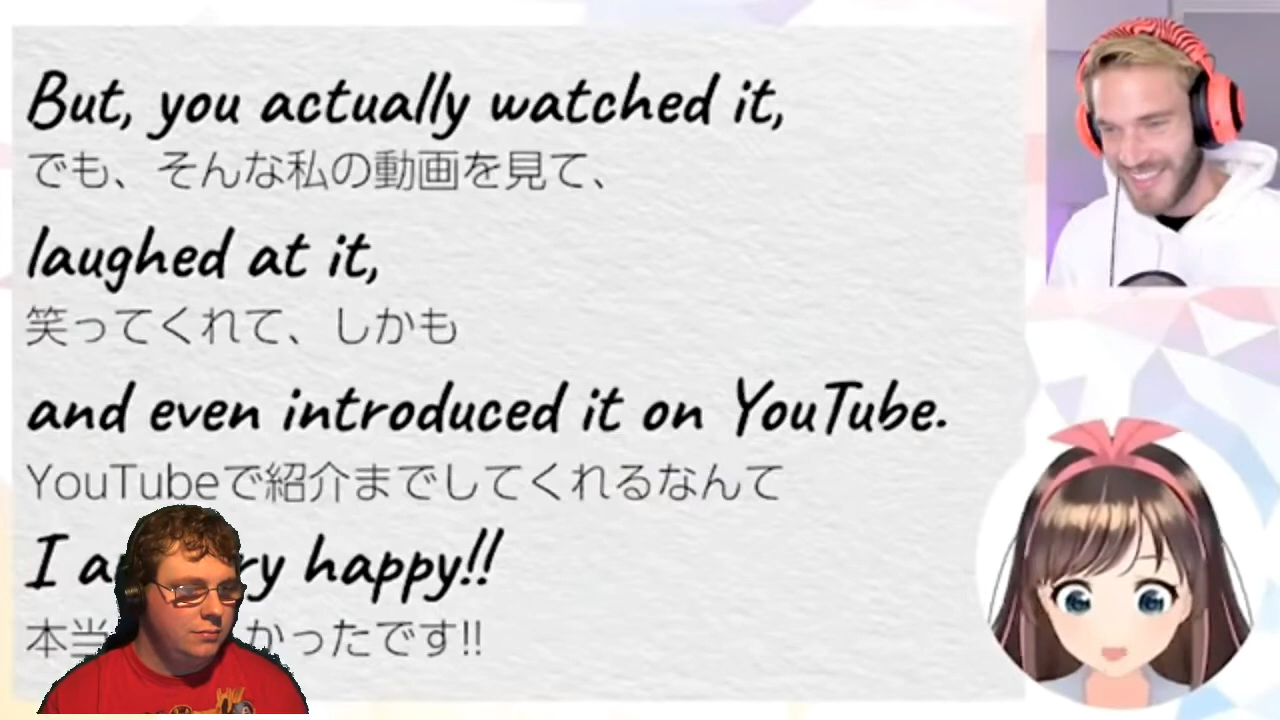 But, you actually watched it,
でも、そんな私の動画を見て、
laughed at it,
笑ってくれて、しかも
and even introduced it on YouTube.
YouTubeで紹介までしてくれるなんて
I happy!!
本当かったです!!